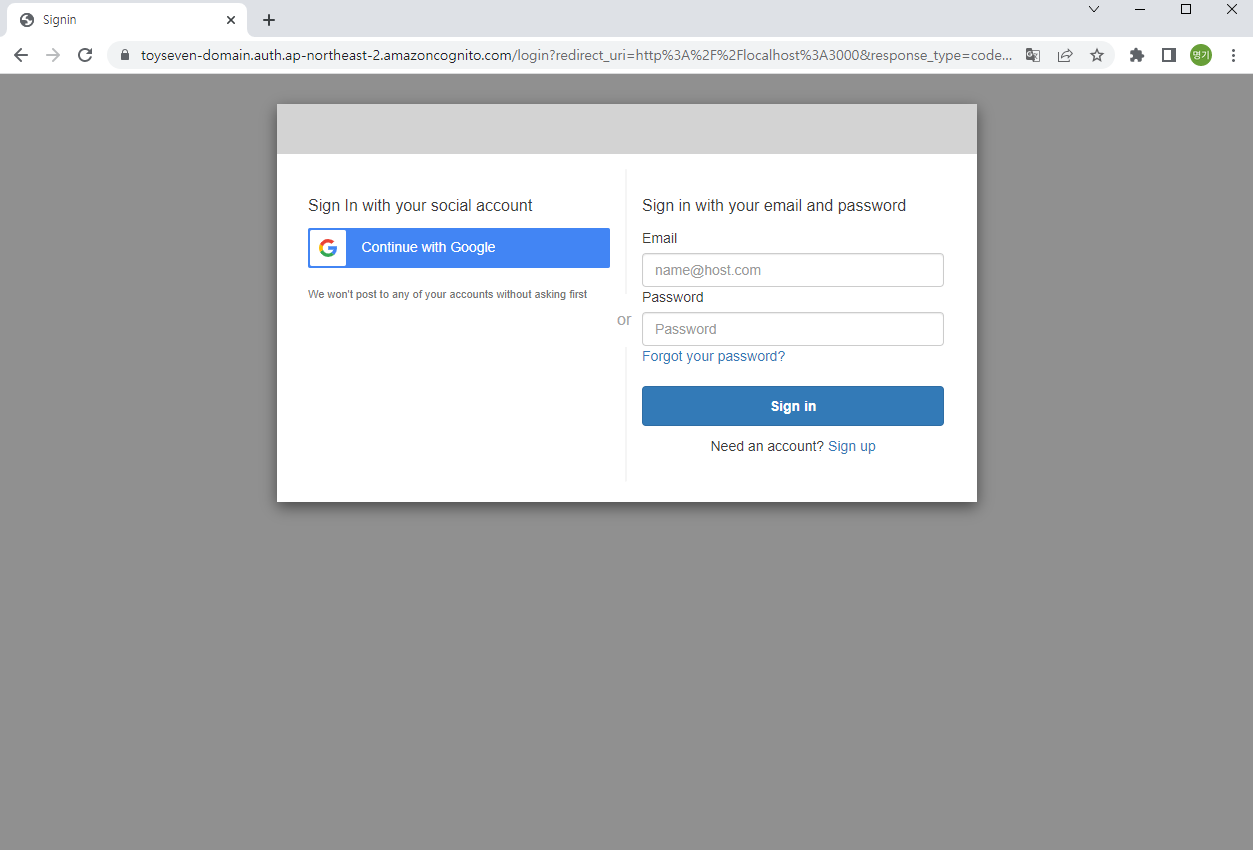 Signin
toyseven-domain.auth.ap-northeast-2.amazoncognito.com/login?redirect_uri=http%3A%2F%2Flocalhost%3A3000&response_type=code...
명기
Sign In with your social account
Continue with Google
We won't post to any of your accounts without asking first
or
Sign in with your email and password
Email
name@host.com
Password
Password
Forgot your password?
Sign in
Need an account? Sign up